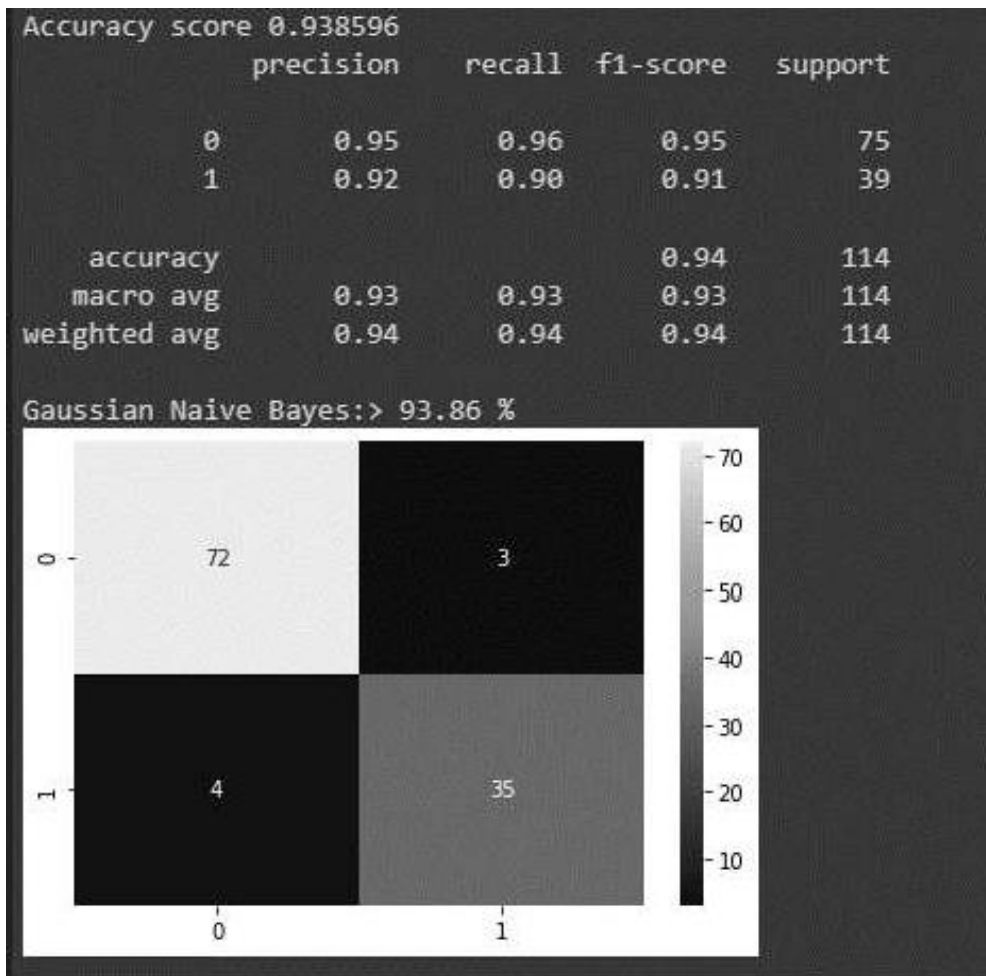 Accuracy score 0.938596
precision recall f1-score support
0 0.95 0.96 0.95 75
1 0.92 0.90 0.91 39
accuracy 0.94 114
macro avg 0.93 0.93 0.93 114
weighted avg 0.94 0.94 0.94 114
Gaussian Naive Bayes:> 93.86 %
70
60
0 72 3
50
40
30
1 4 35
20
10
0 1